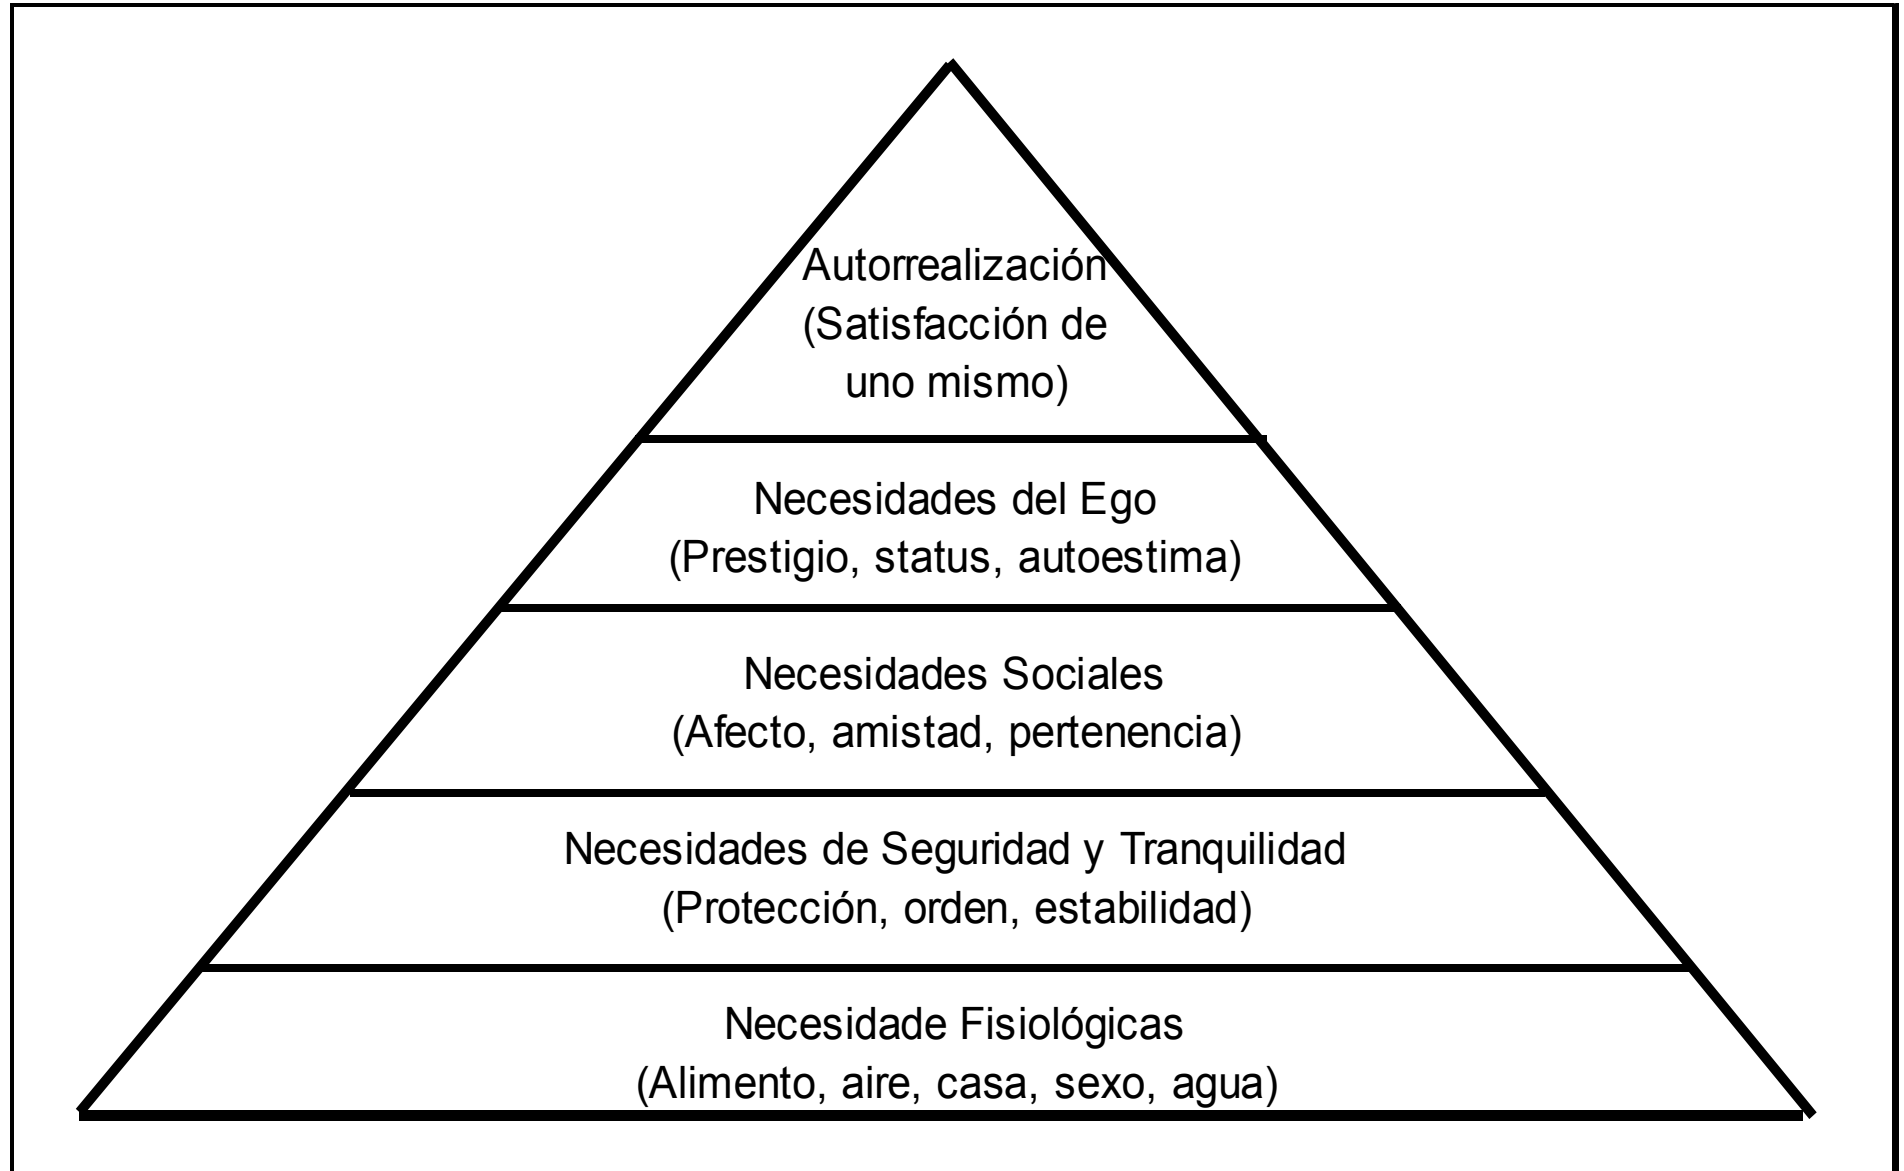 Autorrealización
(Satisfacción de
uno mismo)
Necesidades del Ego
(Prestigio, status, autoestima)
Necesidades Sociales
(Afecto, amistad, pertenencia)
Necesidades de Seguridad y Tranquilidad
(Protección, orden, estabilidad)
Necesidade Fisiológicas
(Alimento, aire, casa, sexo, agua)